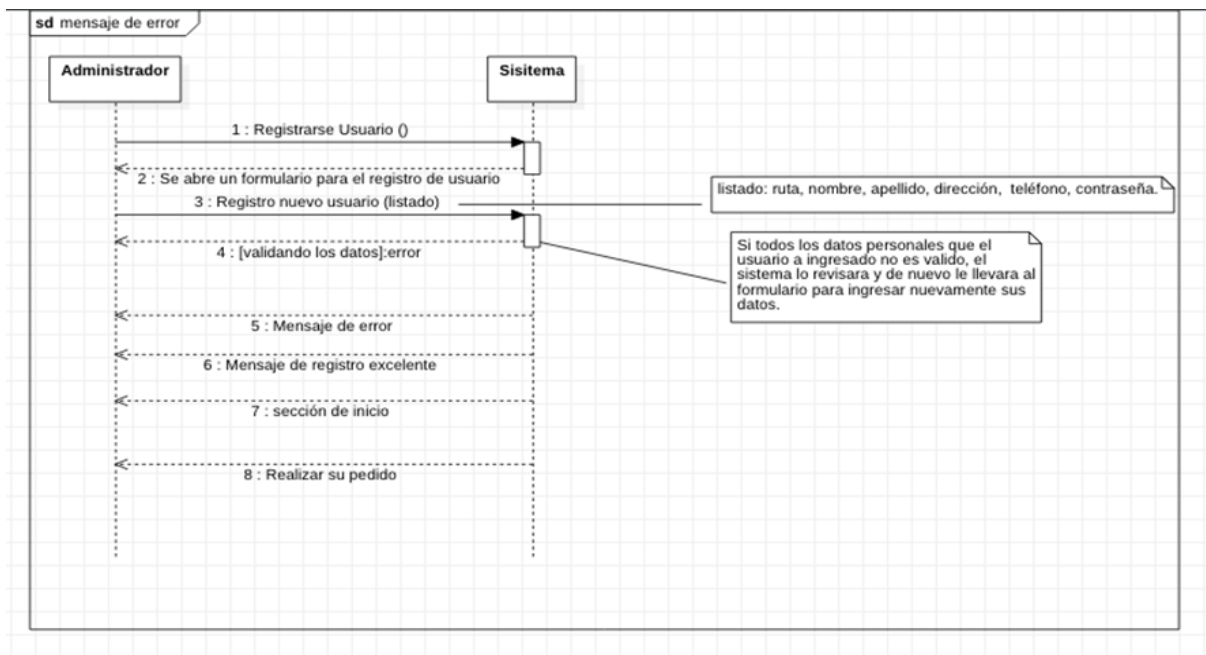 sd mensaje de error
Administrador
Sisitema
1 : Registrarse Usuario ()
2 : Se abre un formulario para el registro de usuario
3 : Registro nuevo usuario (listado)
listado: ruta, nombre, apellido, dirección, teléfono, contraseña.
4 : [validando los datos]:error
Si todos los datos personales que el
usuario a ingresado no es valido, el
sistema lo revisara y de nuevo le llevara al
formulario para ingresar nuevamente sus
datos.
5 : Mensaje de error
6 : Mensaje de registro excelente
7 : sección de inicio
8 : Realizar su pedido